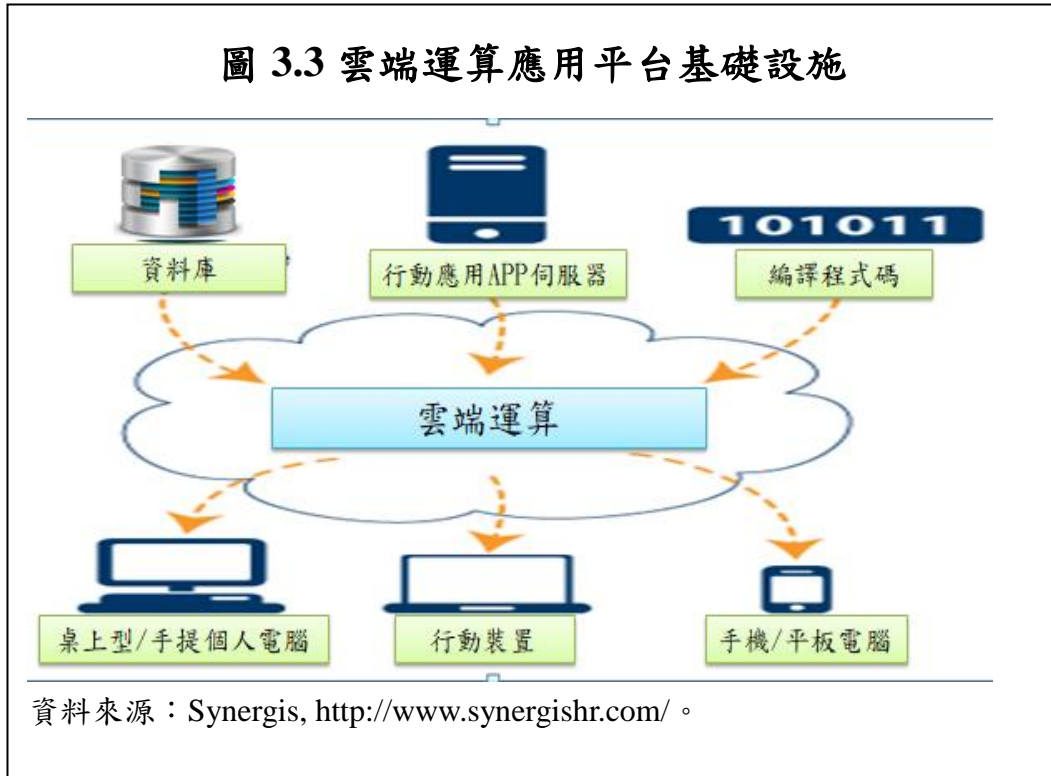 圖 3.3 雲端運算應用平台基礎設施
101011
資料庫
行動應用APP伺服器
編譯程式碼
雲端運算
桌上型/手提個人電腦
行動裝置
手機/平板電腦
資料來源：Synergis, http://www.synergishr.com/。